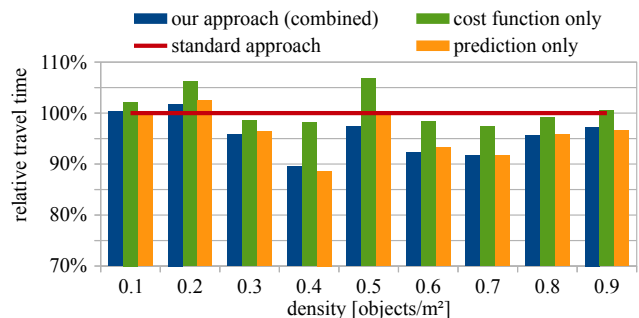 our approach (combined) cost function only
standard approach prediction only
110%
100%
90%
80%
70%
relative travel time
0.1 0.2 0.3 0.4 0.5 0.6 0.7 0.8 0.9
density [objects/m²]